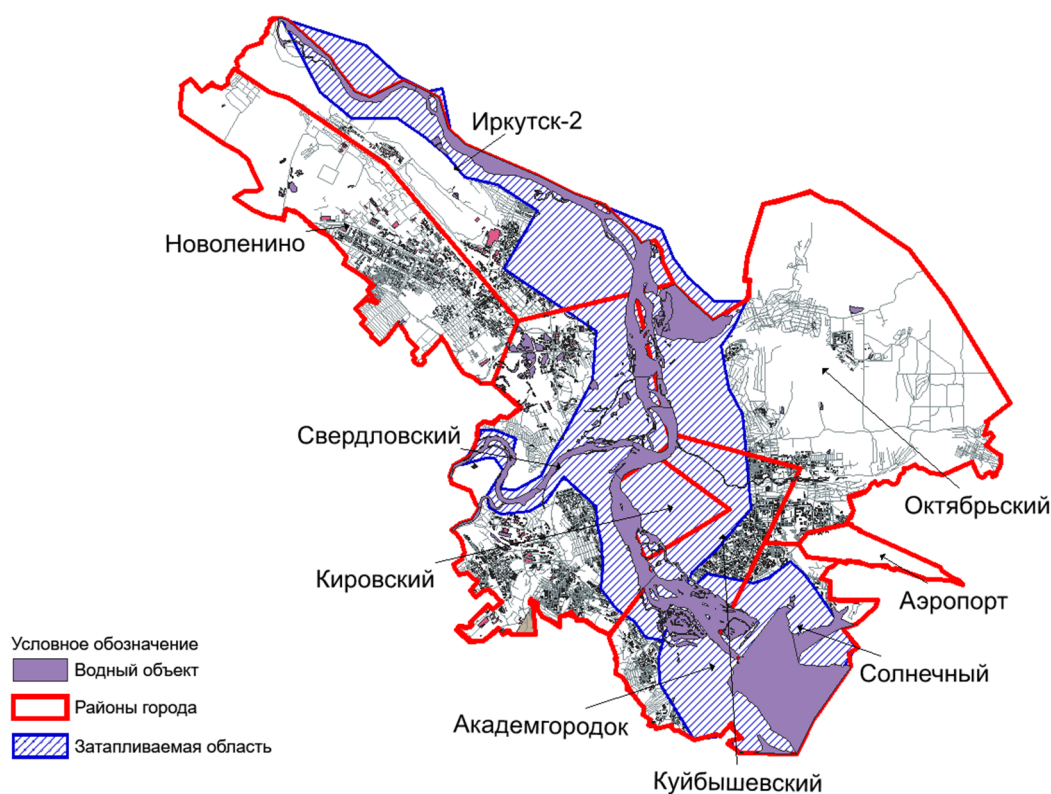 Иркутск-2
Новоленино
Свердловский
Октябрьский
Кировский
Аэропорт
Солнечный
Академгородок
Куйбышевский
Условное обозначение
Водный объект
Районы города
Затапливаемая область